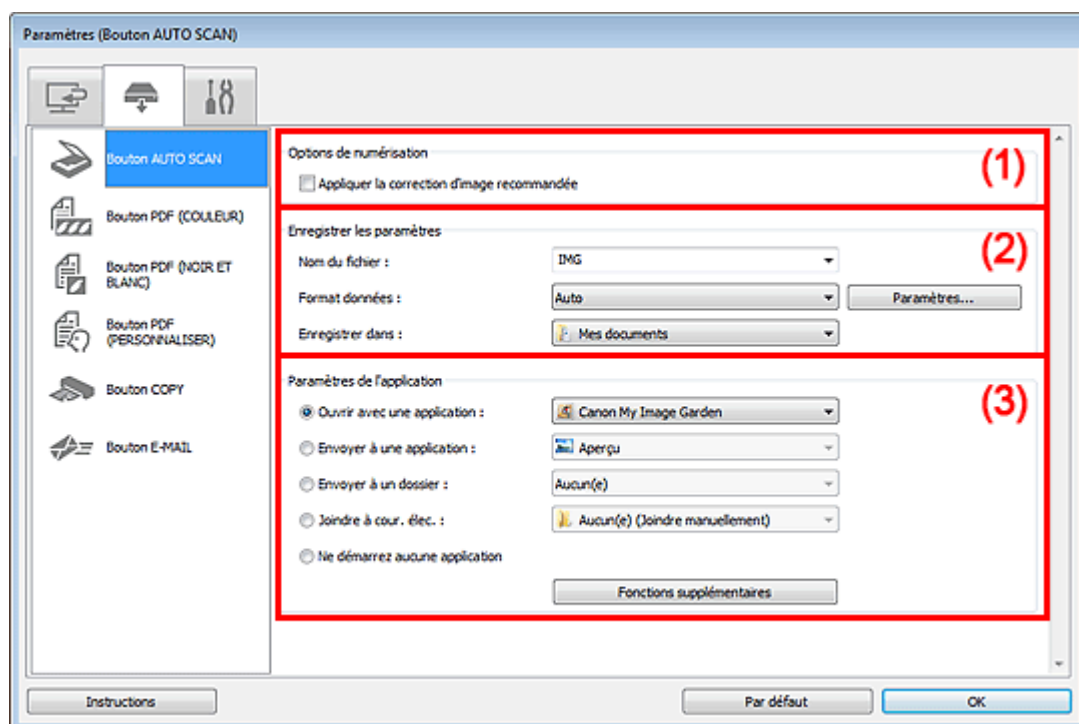 Paramètres (Bouton AUTO SCAN)
Bouton AUTO SCAN
Bouton PDF (COULEUR)
Bouton PDF (NOIR ET
BLANC)
Bouton PDF
(PERSONNALISER)
Bouton COPY
Bouton E-MAIL
Options de numérisation
(1)
Appliquer la correction d'image recommandée
Enregistrer les paramètres
(2)
Nom du fichier : IMG
Format données : Auto Paramètres...
Enregistrer dans : Mes documents
Paramètres de l'application
(3)
Ouvrir avec une application : Canon My Image Garden
Envoyer à une application : Aperçu
Envoyer à un dossier : Aucun(e)
Joindre à cour. élec. : Aucun(e) (Joindre manuellement)
Ne démarrez aucune application
Fonctions supplémentaires
Instructions Par défaut OK